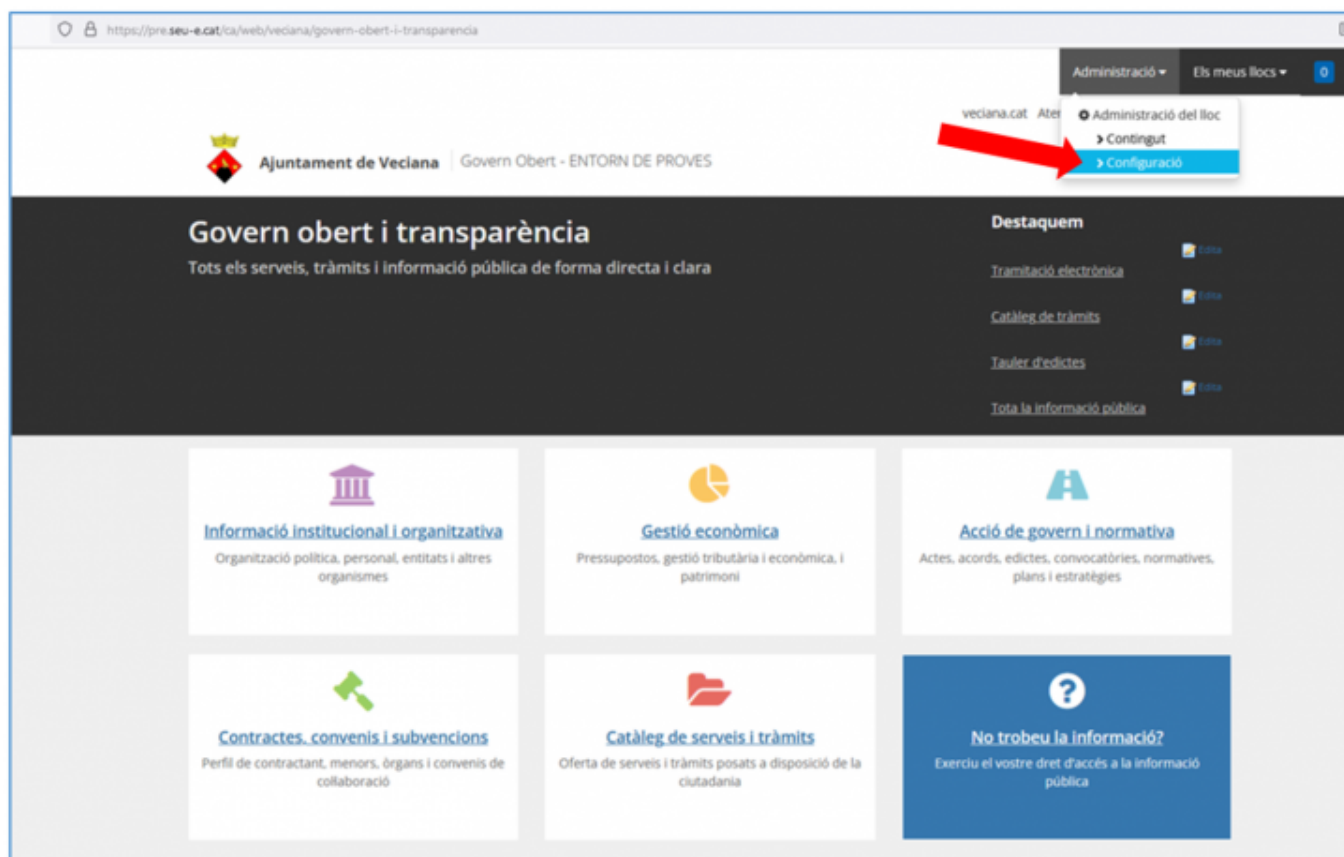 https://pre.seu-e.cat/ca/web/veciana/govern-obert-i-transparencia
Administració
Els meus llocs
0
veciana.cat Ater
Administració del lloc
Contingut
Configuració
Ajuntament de Veciana
Govern Obert - ENTORN DE PROVES
Govern obert i transparència
Tots els serveis, tràmits i informació pública de forma directa i clara
Destaquem
Edita
Tramitació electrònica
Edita
Catàleg de tràmits
Edita
Tauler d'edictes
Edita
Tota la informació pública
Informació institucional i organitzativa
Organització política, personal, entitats i altres
organismes
Gestió econòmica
Pressupostos, gestió tributària i econòmica, i
patrimoni
Acció de govern i normativa
Actes, acords, edictes, convocatòries, normatives,
plans i estratègies
Contractes, convenis i subvencions
Perfil de contractant, menors, òrgans i convenis de
col·laboració
Catàleg de serveis i tràmits
Oferta de serveis i tràmits posats a disposició de la
ciutadania
?
No trobeu la informació?
Exerciu el vostre dret d'accés a la informació
pública